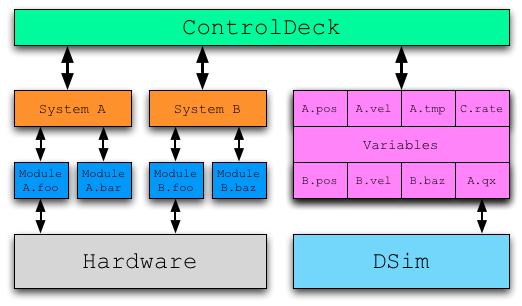 ControlDeck
System A
System B
A.pos
A.vel
A.tmp
C.rate
Variables
Module
A.foo
Module
A.bar
Module
B.foo
Module
B.baz
B.pos
B.vel
B.baz
A.qx
Hardware
DSim